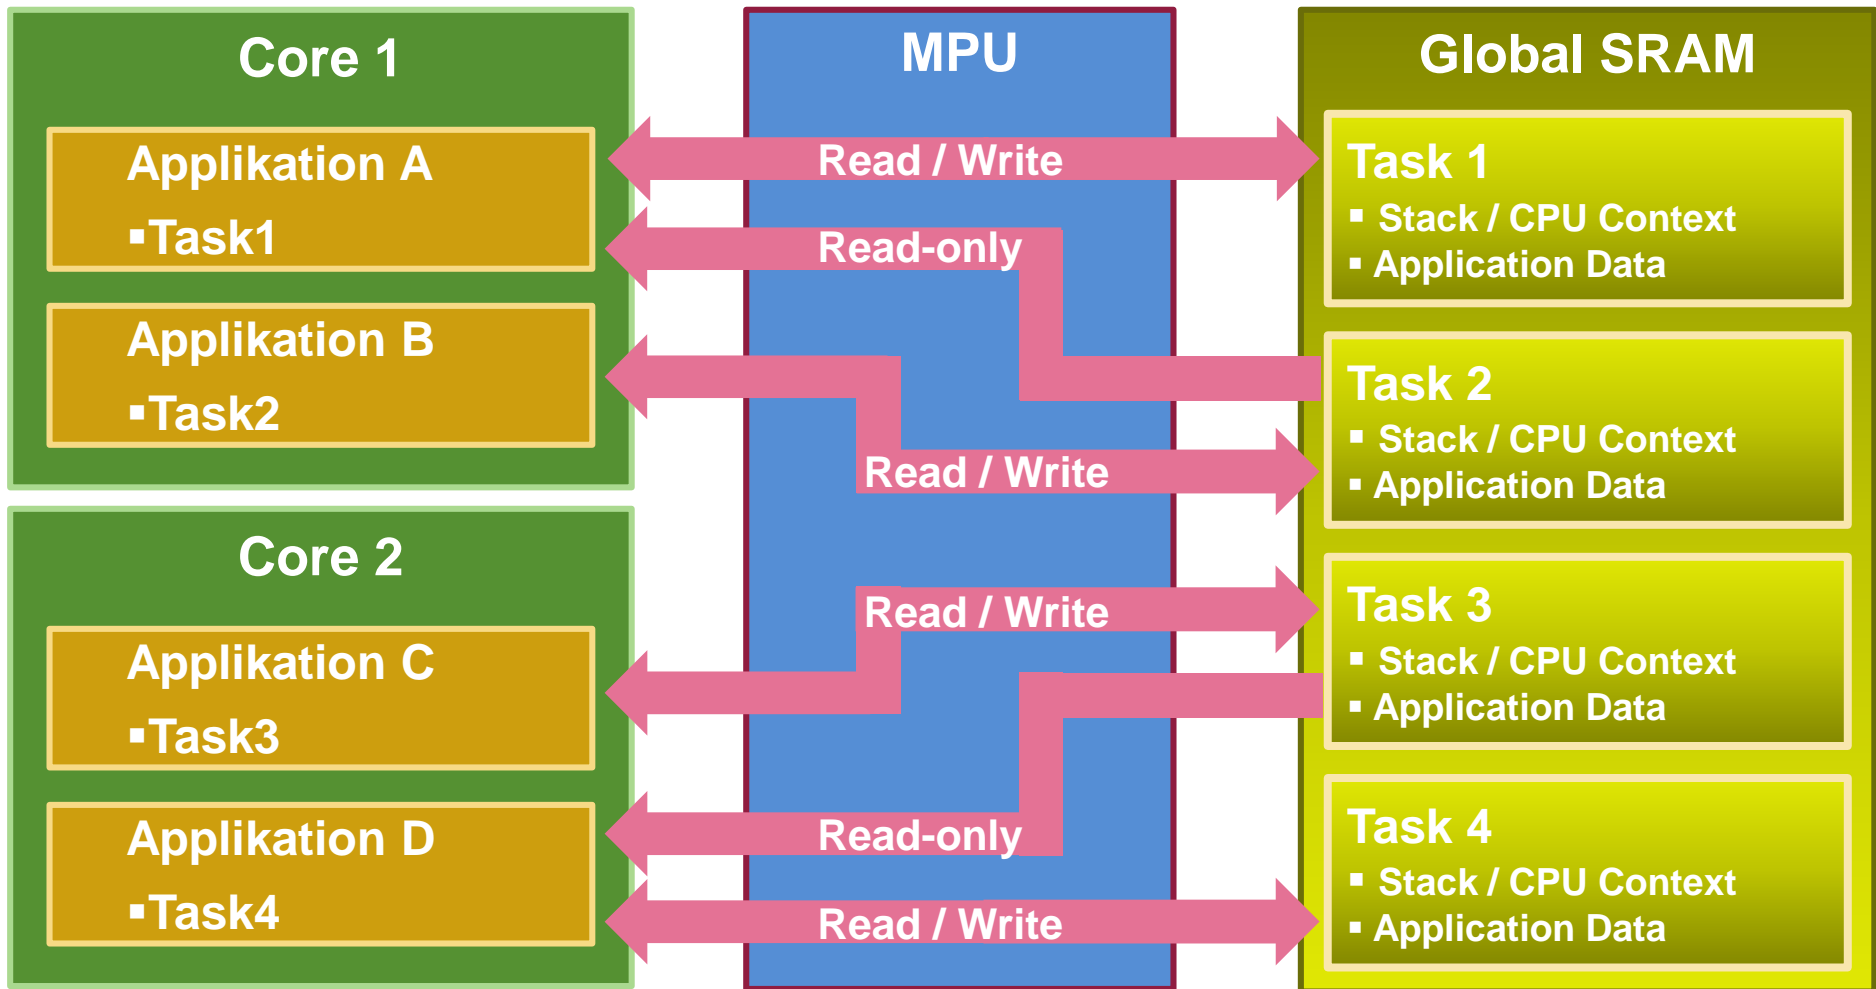 Core 1
Applikation A
▪Task1
Applikation B
▪Task2
Core 2
Applikation C
▪Task3
Applikation D
▪Task4
MPU
Read / Write
Read-only
Read / Write
Read / Write
Read-only
Read / Write
Global SRAM
Task 1
▪ Stack / CPU Context
▪ Application Data
Task 2
▪ Stack / CPU Context
▪ Application Data
Task 3
▪ Stack / CPU Context
▪ Application Data
Task 4
▪ Stack / CPU Context
▪ Application Data